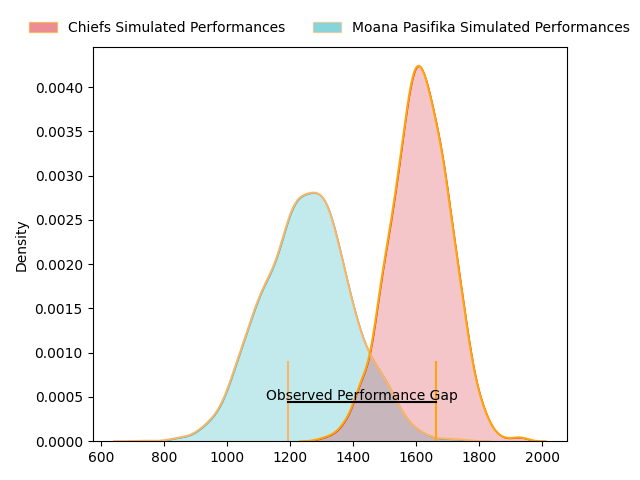 Chiefs Simulated Performances Moana Pasifika Simulated Performances
0.0040
0.0035
0.0030
0.0025
0.0020
0.0015
0.0010
0.0005
0.0000
Density
Observed Performance Gap
600 800 1000 1200 1400 1600 1800 2000